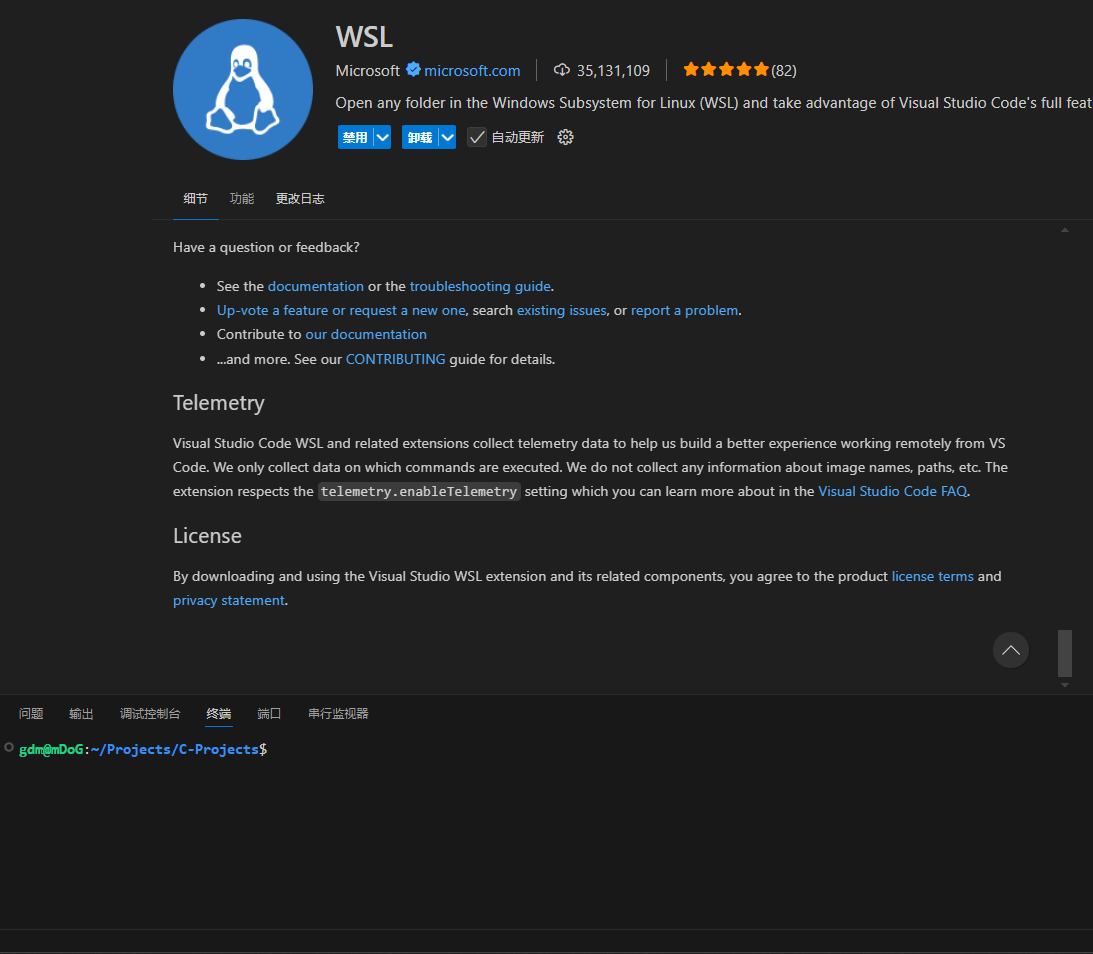 WSL
Microsoft microsoft.com 35,131,109 (82)
Open any folder in the Windows Subsystem for Linux (WSL) and take advantage of Visual Studio Code's full feat
禁用 卸载 自动更新
细节 功能 更改日志
Have a question or feedback?
• See the documentation or the troubleshooting guide.
• Up-vote a feature or request a new one, search existing issues, or report a problem.
• Contribute to our documentation
• ...and more. See our CONTRIBUTING guide for details.
Telemetry
Visual Studio Code WSL and related extensions collect telemetry data to help us build a better experience working remotely from VS
Code. We only collect data on which commands are executed. We do not collect any information about image names, paths, etc. The
extension respects the telemetry.enableTelemetry setting which you can learn more about in the Visual Studio Code FAQ.
License
By downloading and using the Visual Studio WSL extension and its related components, you agree to the product license terms and
privacy statement.
问题 输出 调试控制台 终端 端口 串行监视器
gdm@mDoG:~/Projects/C-Projects$